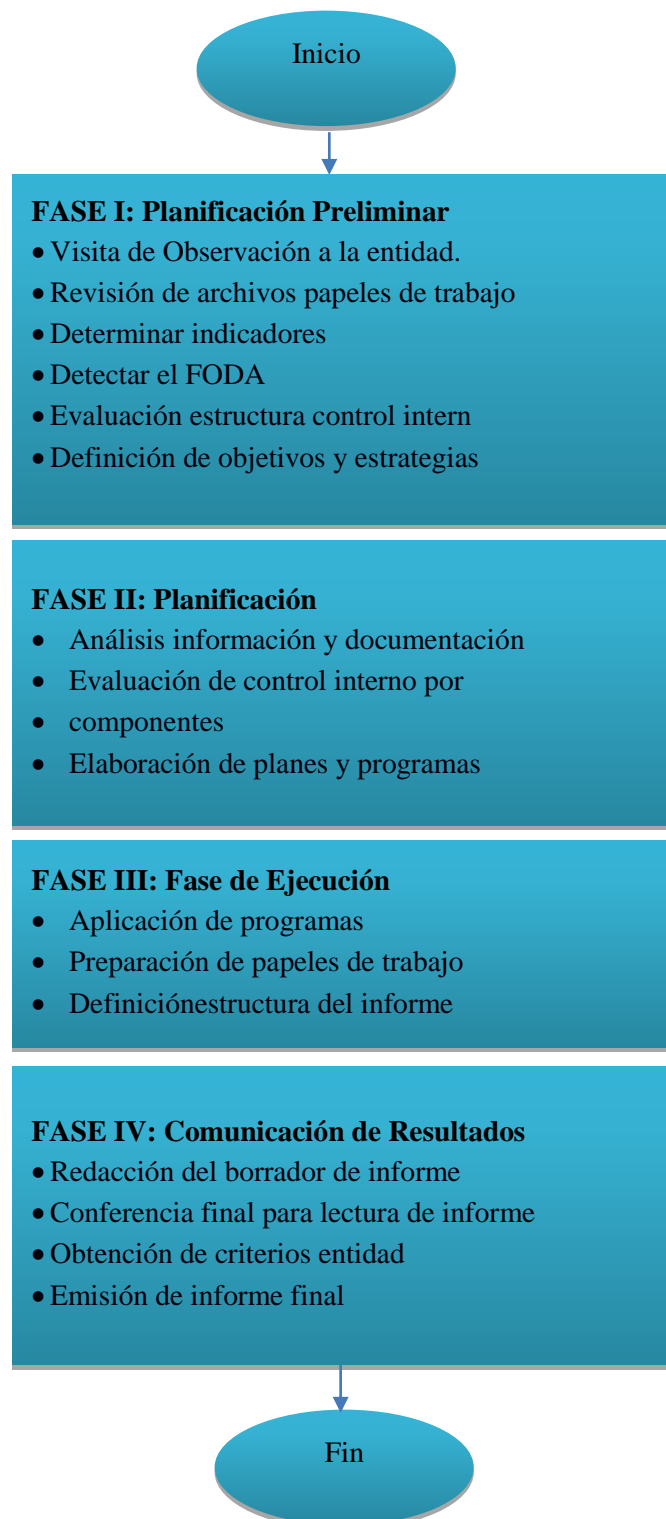 Inicio
FASE I: Planificación Preliminar
• Visita de Observación a la entidad.
• Revisión de archivos papeles de trabajo
• Determinar indicadores
• Detectar el FODA
• Evaluación estructura control intern
• Definición de objetivos y estrategias
FASE II: Planificación
• Análisis información y documentación
• Evaluación de control interno por
• componentes
• Elaboración de planes y programas
FASE III: Fase de Ejecución
• Aplicación de programas
• Preparación de papeles de trabajo
• Definiciónestructura del informe
FASE IV: Comunicación de Resultados
• Redacción del borrador de informe
• Conferencia final para lectura de informe
• Obtención de criterios entidad
• Emisión de informe final
Fin